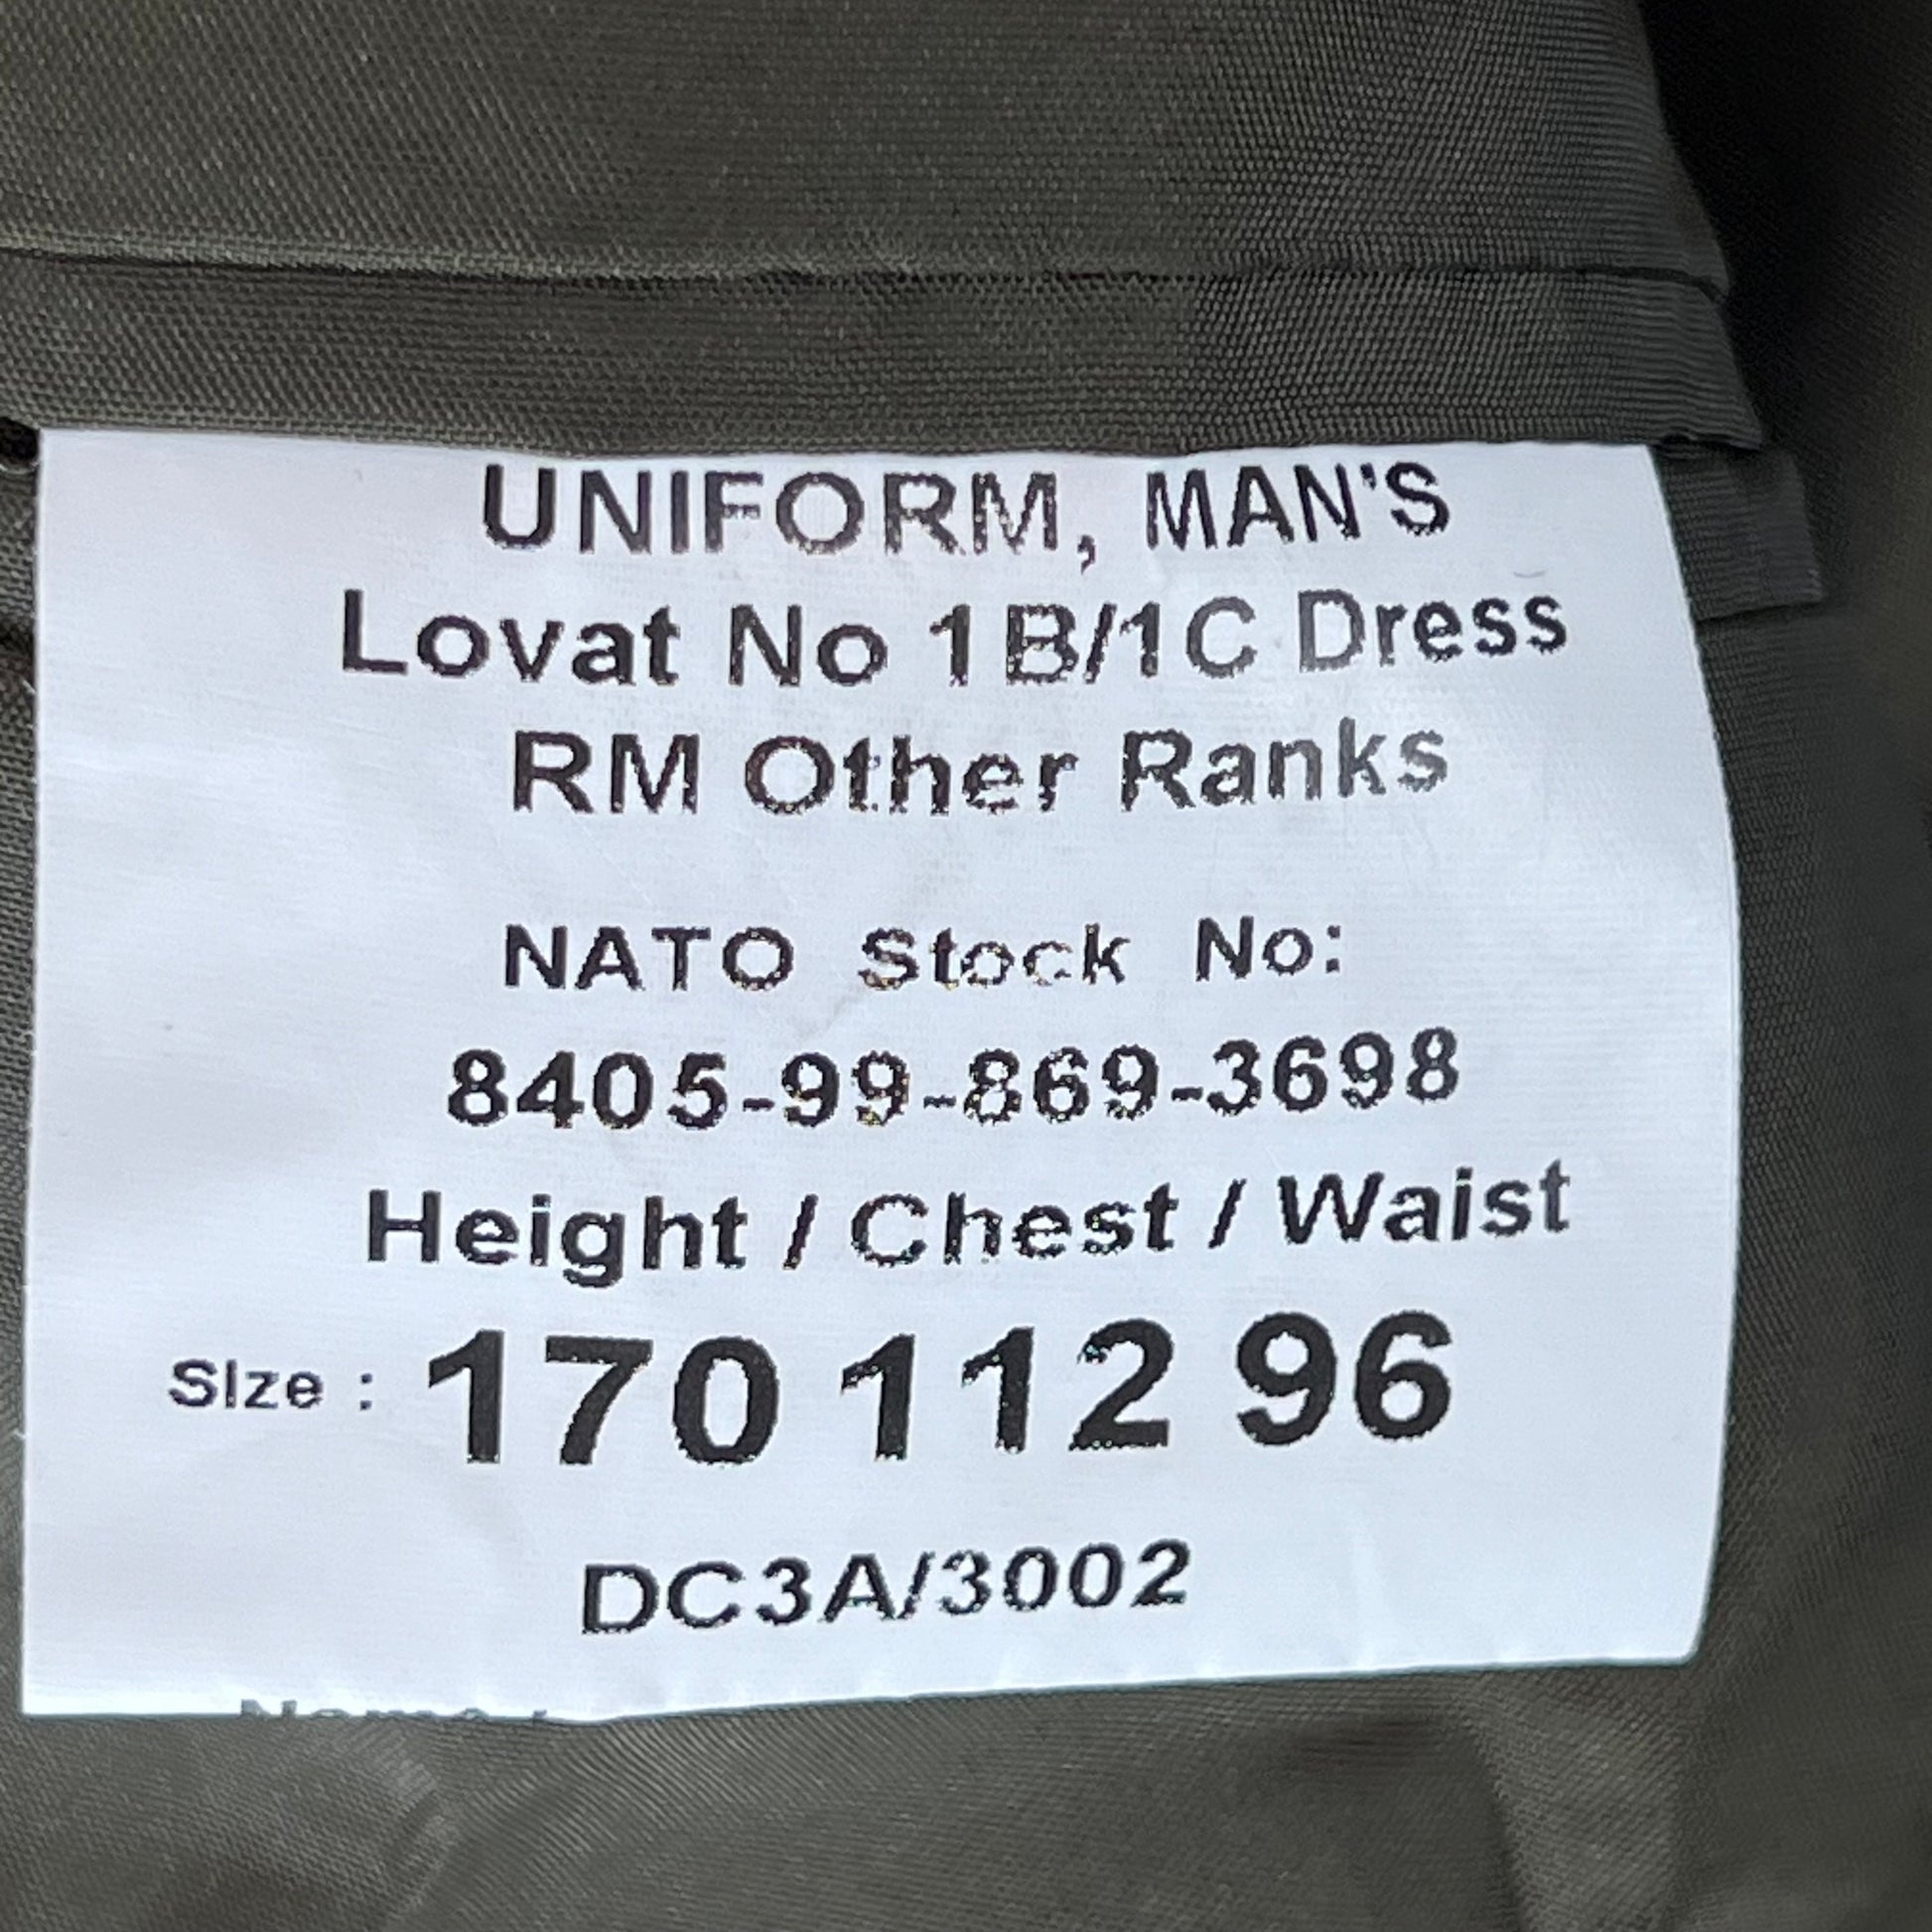 UNIFORM, MAN'S
Lovat No 1B/1C Dress
RM Other Ranks
NATO Stock No:
8405-99-869-3698
Height / Chest / Waist
SIze : 170 112 96
DC3A/3002